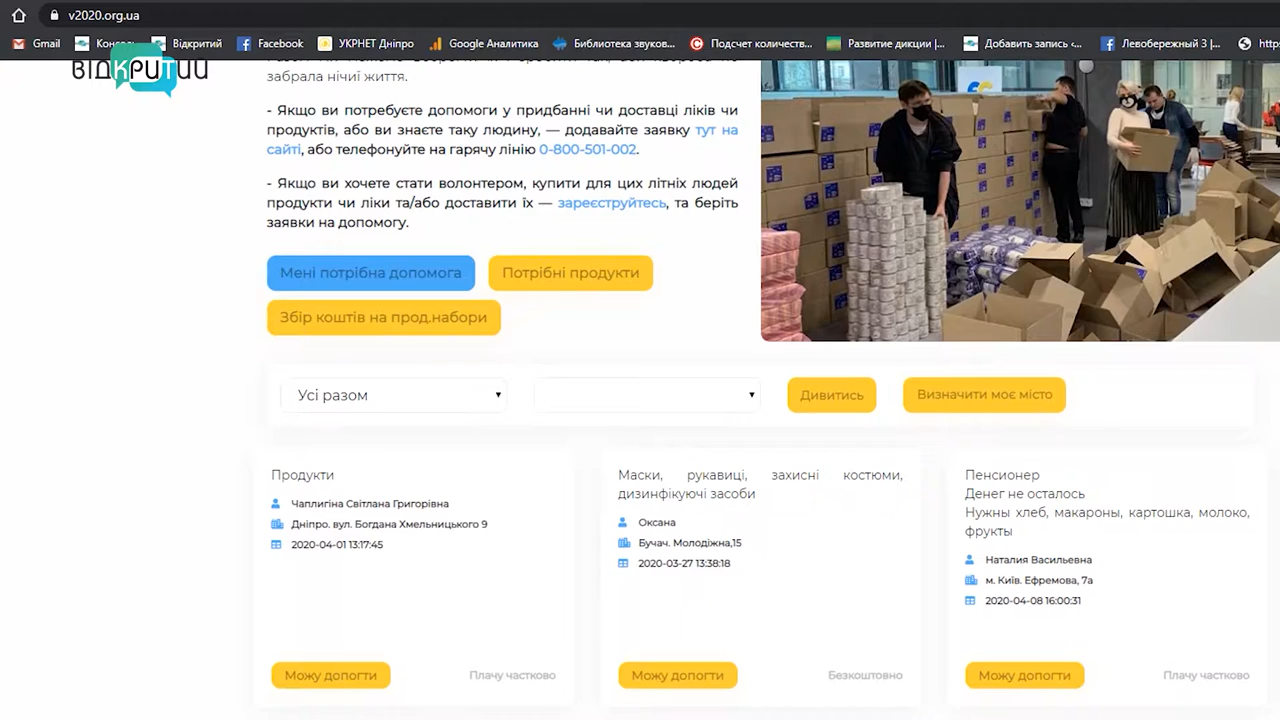 v2020.org.ua
Gmail
Відкритий
Facebook
УКРНЕТ Дніпро
Google Аналитика
Библиотека звуков...
Подсчет количеств...
Развитие дикции |...
Добавить запись ‹...
Левобережный 3 |...
ВІДКРИТИЙ
забрала нічиї життя.
- Якщо ви потребуєте допомоги у придбанні чи доставці ліків чи
продуктів, або ви знаєте таку людину, — додавайте заявку тут на
сайті, або телефонуйте на гарячу лінію 0-800-501-002.
- Якщо ви хочете стати волонтером, купити для цих літніх людей
продукти чи ліки та/або доставити їх — зареєструйтесь, та беріть
заявки на допомогу.
Мені потрібна допомога
Потрібні продукти
Збір коштів на прод.набори
Усі разом
Дивитись
Визначити моє місто
Продукти
Чаплигіна Світлана Григорівна
Дніпро. вул. Богдана Хмельницького 9
2020-04-01 13:17:45
Можу допогти
Плачу частково
Маски, рукавиці, захисні костюми,
дизинфікуючі засоби
Оксана
Бучач. Молодіжна,15
2020-03-27 13:38:18
Можу допогти
Безкоштовно
Пенсионер
Денег не осталось
Нужны хлеб, макароны, картошка, молоко,
фрукты
Наталия Васильевна
м. Київ. Ефремова, 7а
2020-04-08 16:00:31
Можу допогти
Плачу частково